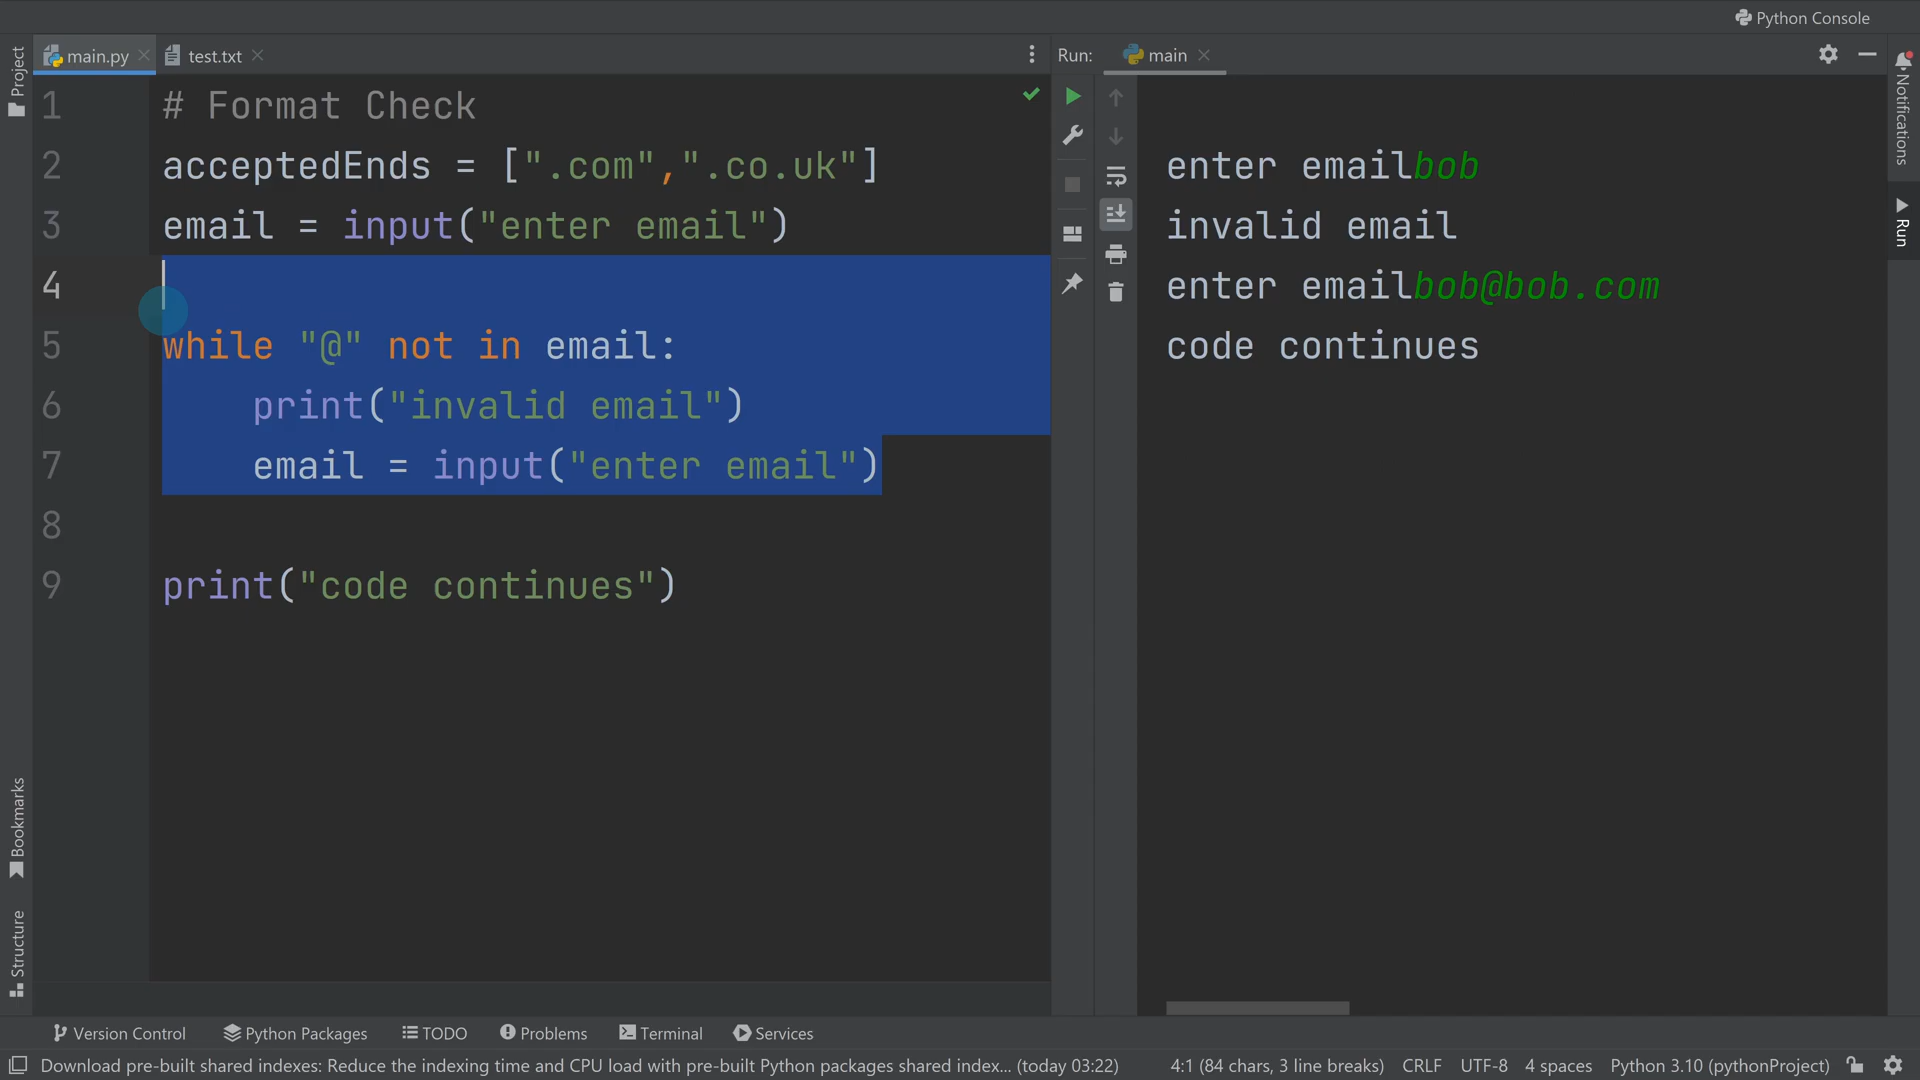 Python Console
Project
main.py
test.txt
Run:
main
Notifications
Run
1 # Format Check
2 acceptedEnds = [".com",".co.uk"]
3 email = input("enter email")
4
5 while "@" not in email:
6 print("invalid email")
7 email = input("enter email")
8
9 print("code continues")
enter emailbob
invalid email
enter emailbob@bob.com
code continues
Bookmarks
Structure
Version Control
Python Packages
TODO
Problems
Terminal
Services
Download pre-built shared indexes: Reduce the indexing time and CPU load with pre-built Python packages shared index... (today 03:22)
4:1 (84 chars, 3 line breaks)
CRLF
UTF-8
4 spaces
Python 3.10 (pythonProject)